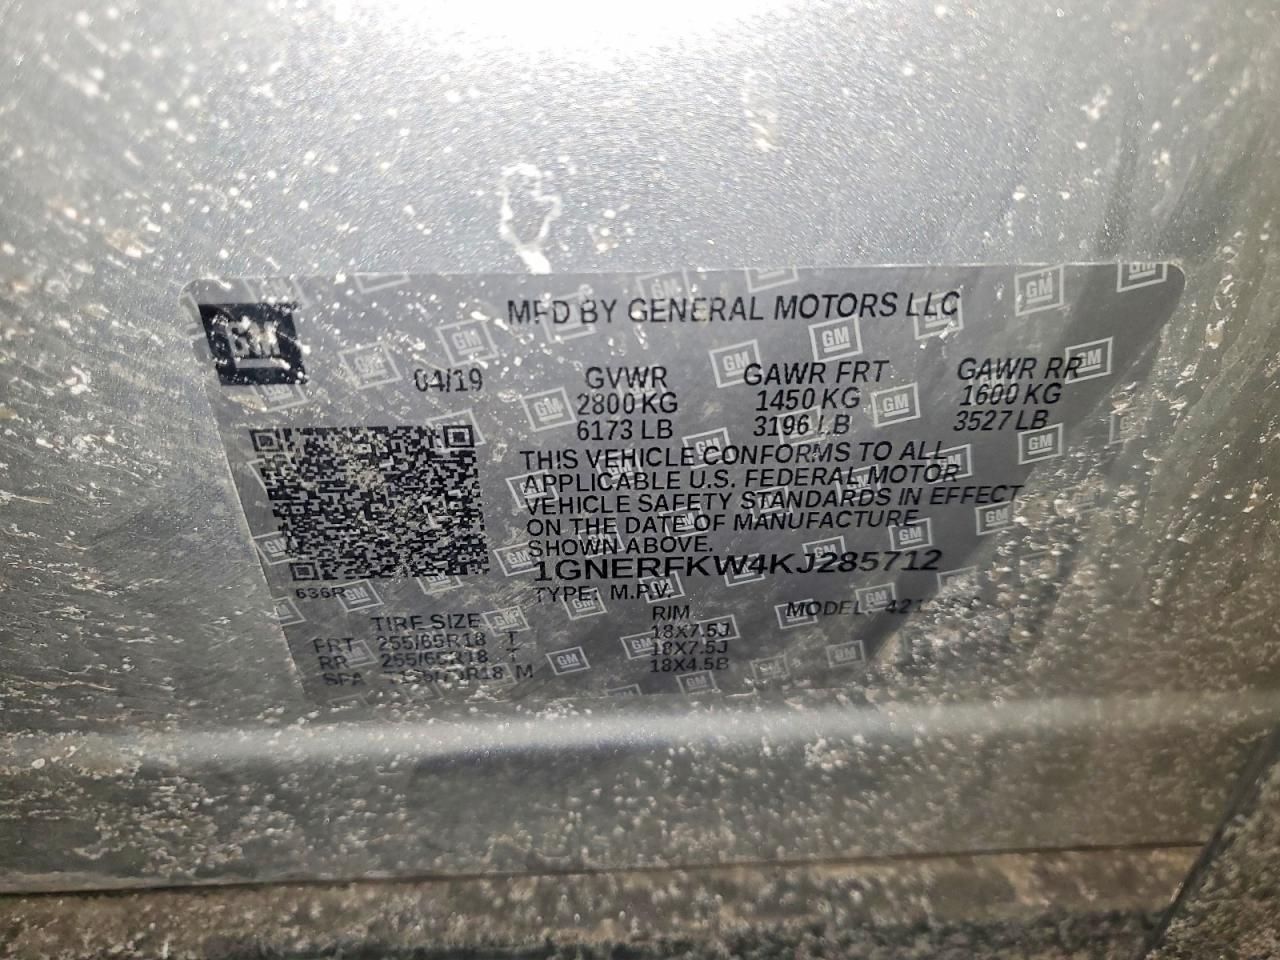 GM
MFD BY GENERAL MOTORS LLC
04/19
GVWR GAWR FRT GAWR RR
2800 KG 1450 KG 1600 KG
6173 LB 3196 LB 3527 LB
THIS VEHICLE CONFORMS TO ALL
APPLICABLE U.S. FEDERAL MOTOR
VEHICLE SAFETY STANDARDS IN EFFECT
ON THE DATE OF MANUFACTURE
SHOWN ABOVE.
1GNERFKW4KJ285712
636R TYPE: M.P.V.
TIRE SIZE RIM MODEL:
FRT 255/65R18 T 18X7.5J
RR 255/65R18 T 18X7.5J
SPA M 18X4.5B